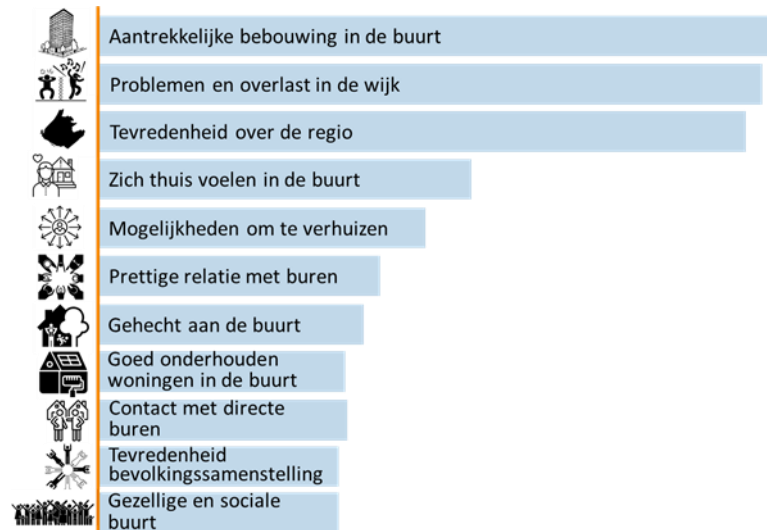 Aantrekkelijke bebouwing in de buurt
Problemen en overlast in de wijk
Tevredenheid over de regio
Zich thuis voelen in de buurt
Mogelijkheden om te verhuizen
Prettige relatie met buren
Gehecht aan de buurt
Goed onderhouden
woningen in de buurt
Contact met directe
buren
Tevredenheid
bevolkingssamenstelling
Gezellige en sociale
buurt